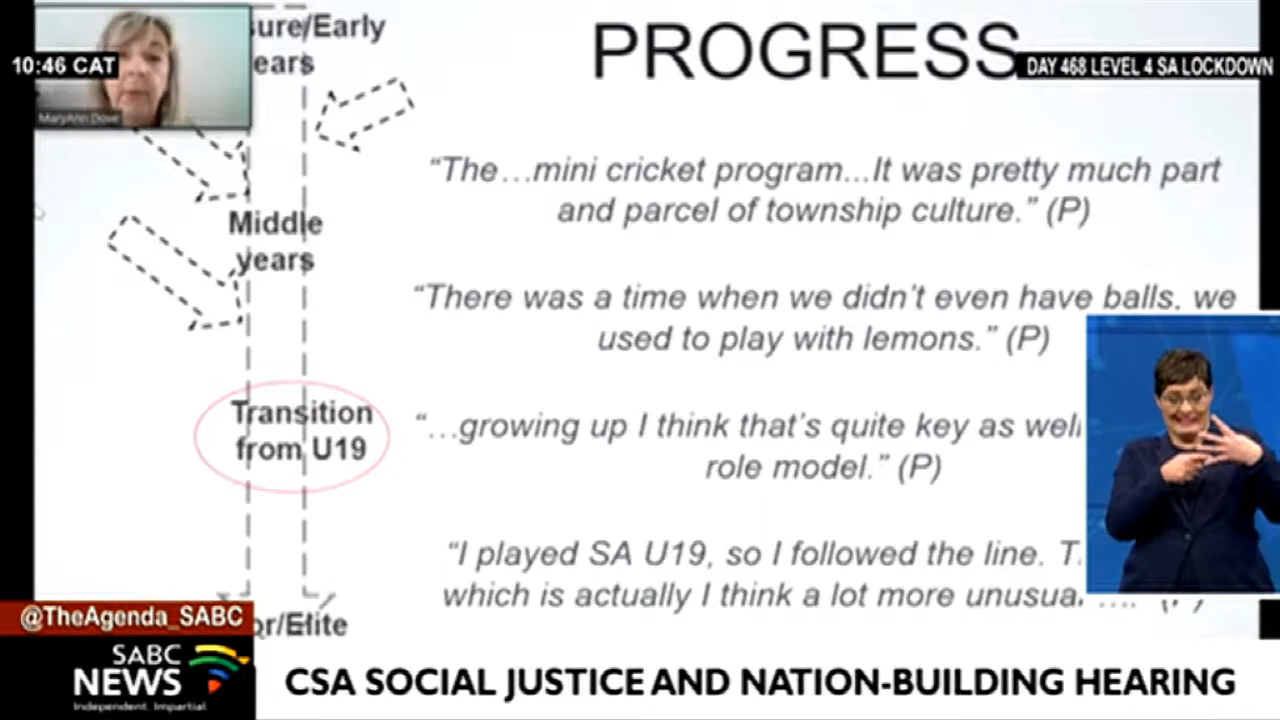 sure/Early
ears
10:46 CAT
MaryAnn Dove
PROGRESS
DAY 468 LEVEL 4 SA LOCKDOWN
“The…mini cricket program...It was pretty much part
and parcel of township culture.” (P)
Middle
years
“There was a time when we didn’t even have balls, we
used to play with lemons.” (P)
Transition
from U19
“…growing up I think that’s quite key as well
role model.” (P)
“I played SA U19, so I followed the line. T
which is actually I think a lot more unusual
or/Elite
@TheAgenda_SABC
SABC
NEWS
Independent. Impartial
CSA SOCIAL JUSTICE AND NATION-BUILDING HEARING